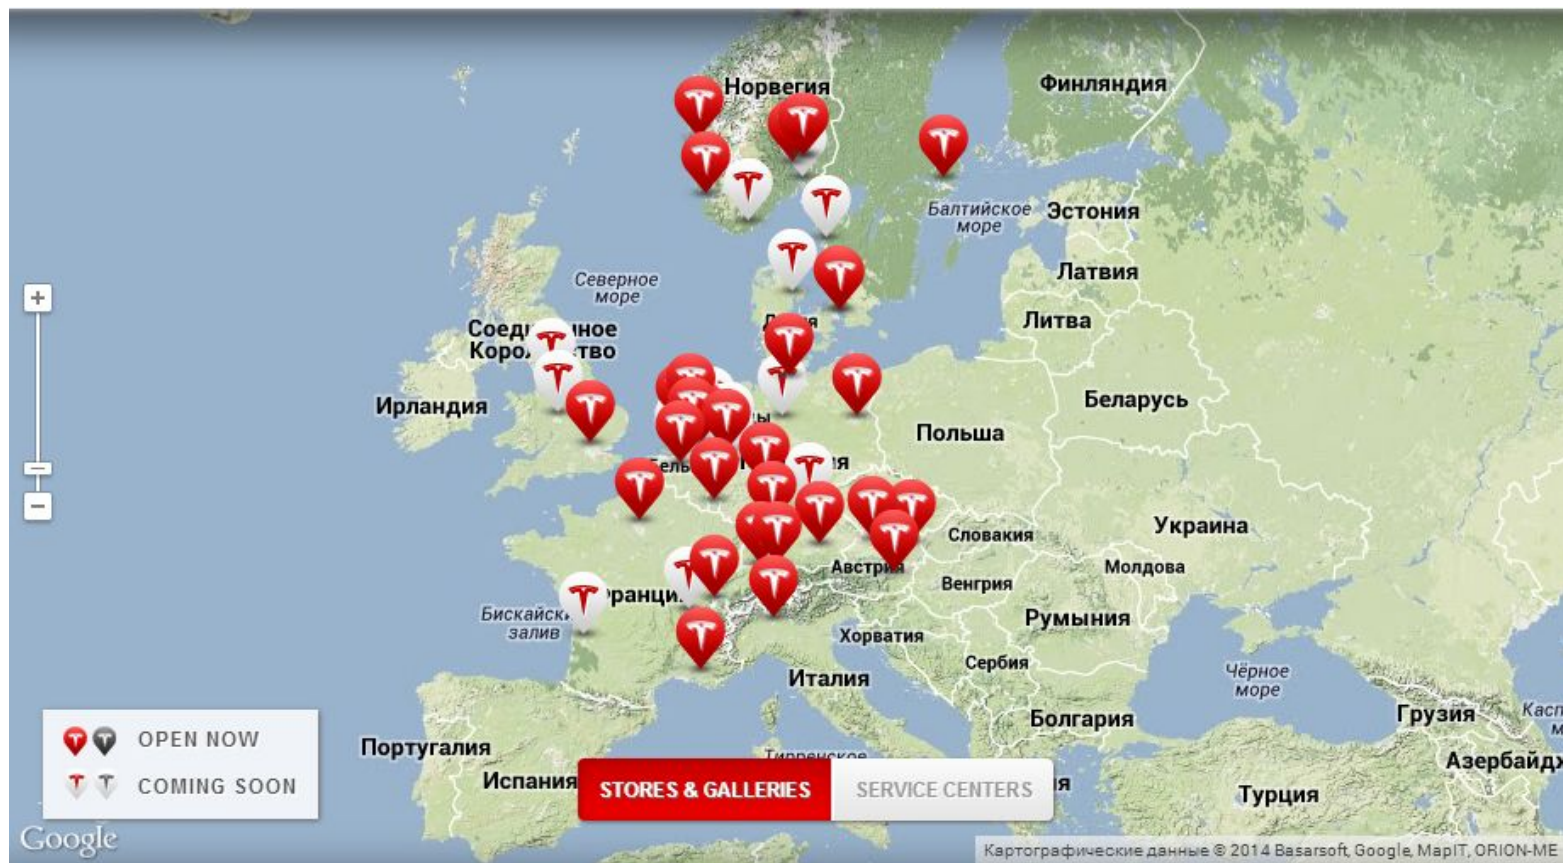 Норвегия
Финляндия
Балтийское
море
Эстония
Латвия
Литва
Северное
море
Ирландия
Беларусь
Польша
Украина
Словакия
Австрия
Молдова
Венгрия
Румыния
Бискайский
залив
Хорватия
Сербия
Италия
Чёрное
море
Болгария
Грузия
Португалия
Испания
Тирренское
Турция
+
−
OPEN NOW
COMING SOON
STORES & GALLERIES
SERVICE CENTERS
Google
Картографические данные © 2014 Basarsoft, Google, MapIT, ORION-ME